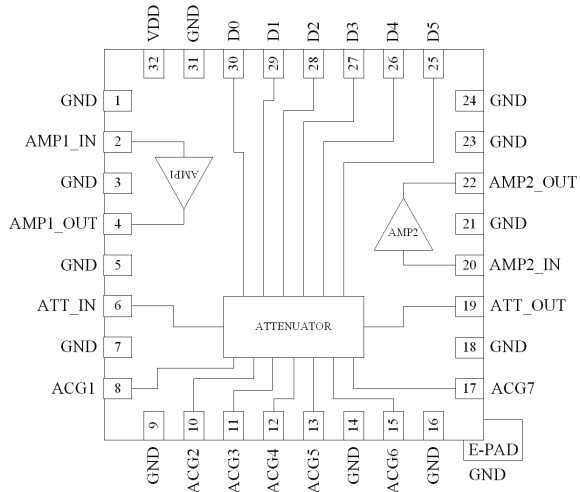 VDD
GND
D0
D1
D2
D3
D4
D5
32
31
30
29
28
27
26
25
GND 1
AMP1_IN 2
GND 3
AMP1_OUT 4
GND 5
ATT_IN 6
GND 7
ACG1 8
AMP1
24 GND
23 GND
22 AMP2_OUT
21 GND
20 AMP2_IN
19 ATT_OUT
18 GND
17 ACG7
AMP2
ATTENUATOR
9
10
11
12
13
14
15
16
GND
ACG2
ACG3
ACG4
ACG5
GND
ACG6
GND
E-PAD
GND